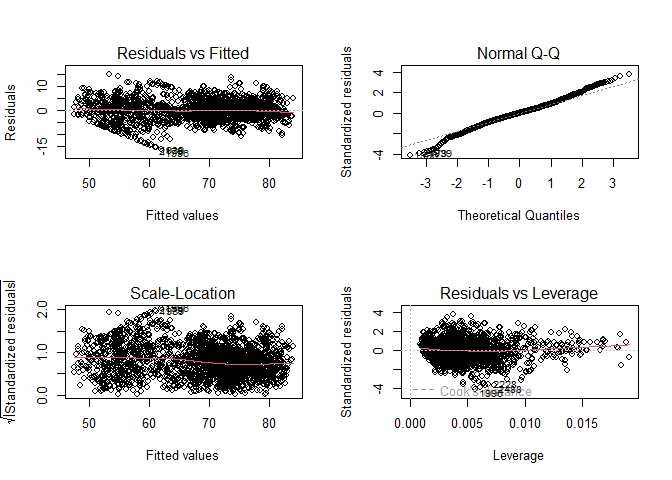 Residuals vs Fitted
Residuals
10
0
-15
50 60 70 80
Fitted values
Normal Q-Q
Standardized residuals
4
0
-4
-3 -2 -1 0 1 2 3
Theoretical Quantiles
Scale-Location
√|Standardized residuals|
2.0
1.0
0.0
50 60 70 80
Fitted values
Residuals vs Leverage
Standardized residuals
4
0
-4
2228
1996
Cook's distance
0.000 0.005 0.010 0.015
Leverage